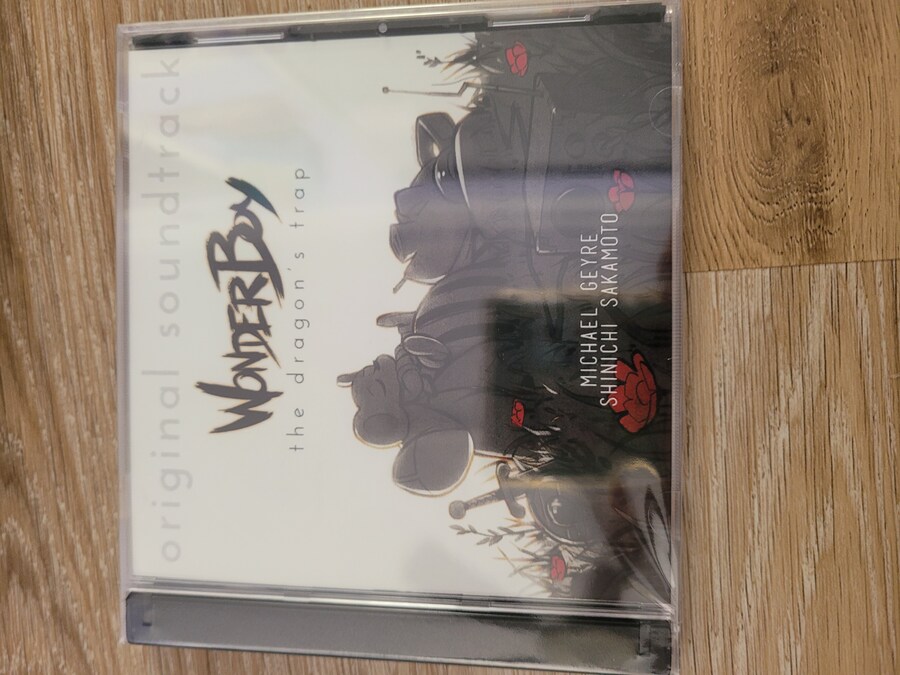 original soundtrack
WONDER BOY
the dragon's trap
MICHAEL GEYRE
SHINICHI SAKAMOTO